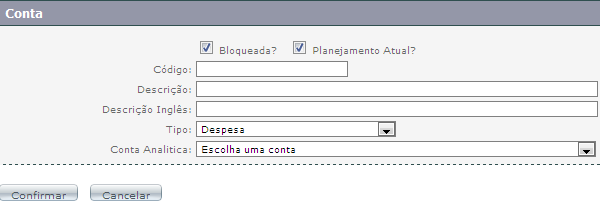 Conta
Bloqueada? Planejamento Atual?
Código:
Descrição:
Descrição Inglês:
Tipo: Despesa
Conta Analitica: Escolha uma conta
Confirmar Cancelar